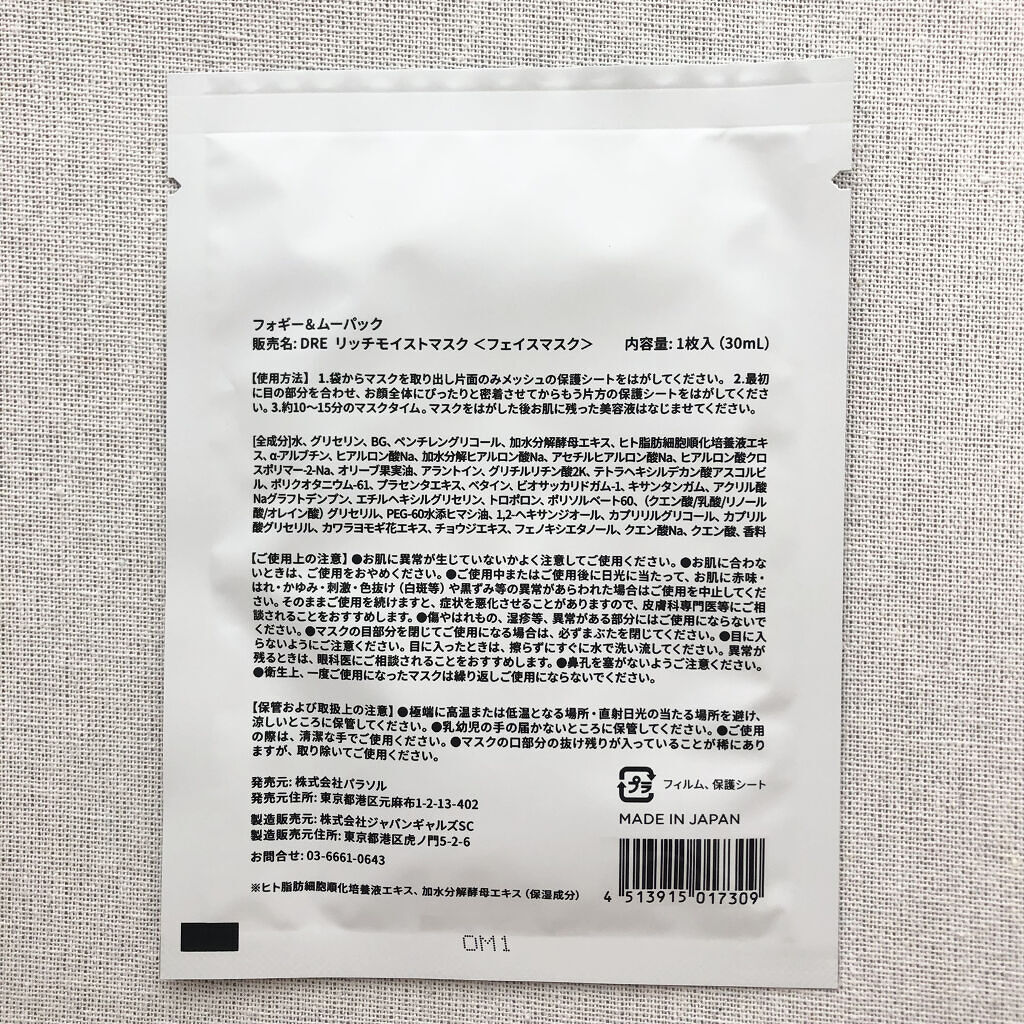 フォギー＆ムーパック
販売名: DRE リッチモイストマスク ＜フェイスマスク＞ 内容量: 1枚入（30mL）
【使用方法】 1.袋からマスクを取り出し片面のみメッシュの保護シートをはがしてください。 2.最初
に目の部分を合わせ、お顔全体にぴったりと密着させてからもう片方の保護シートをはがしてくださ
い。3.約10〜15分のマスクタイム。マスクをはがした後お肌に残った美容液はなじませてください。
[全成分]水、グリセリン、BG、ペンチレングリコール、加水分解酵母エキス、ヒト脂肪細胞順化培養液エキ
ス、α-アルブチン、ヒアルロン酸Na、加水分解ヒアルロン酸Na、アセチルヒアルロン酸Na、ヒアルロン酸クロ
スポリマー-2-Na、オリーブ果実油、アラントイン、グリチルリチン酸2K、テトラヘキシルデカン酸アスコルビ
ル、ポリクオタニウム-61、プラセンタエキス、ベタイン、ビオサッカリドガム-1、キサンタンガム、アクリル酸
Naグラフトデンプン、エチルヘキシルグリセリン、トロポロン、ポリソルベート60、（クエン酸/乳酸/リノール
酸/オレイン酸）グリセリル、PEG-60水添ヒマシ油、1,2-ヘキサンジオール、カプリリルグリコール、カプリル
酸グリセリル、カワラヨモギ花エキス、チョウジエキス、フェノキシエタノール、クエン酸Na、クエン酸、香料
【ご使用上の注意】●お肌に異常が生じていないかよく注意してご使用ください。●お肌に合わな
いときは、ご使用をおやめください。●ご使用中またはご使用後に日光に当たって、お肌に赤味・
はれ・かゆみ・刺激・色抜け（白斑等）や黒ずみ等の異常があらわれた場合はご使用を中止してくだ
さい。そのままご使用を続けますと、症状を悪化させることがありますので、皮膚科専門医等にご相
談されることをおすすめします。●傷やはれもの、湿疹等、異常がある部分にはご使用にならないで
ください。●マスクの目部分を閉じてご使用になる場合は、必ずまぶたを閉じてください。●目に入
らないようにご注意ください。目に入ったときは、擦らずにすぐに水で洗い流してください。異常が
残るときは、眼科医にご相談されることをおすすめします。●鼻孔を塞がないようご注意ください。
●衛生上、一度ご使用になったマスクは繰り返しご使用にならないでください。
【保管および取扱上の注意】●極端に高温または低温となる場所・直射日光の当たる場所を避け、
涼しいところに保管してください。●乳幼児の手の届かないところに保管してください。●ご使用
の際は、清潔な手でご使用ください。●マスクの口部分の抜け残りが入っていることが稀にあり
ますが、取り除いてご使用ください。
発売元: 株式会社パラソル
発売元住所: 東京都港区元麻布1-2-13-402
製造販売元: 株式会社ジャパンギャルズSC
製造販売元住所: 東京都港区虎ノ門5-2-6
お問合せ: 03-6661-0643
プラ フィルム、保護シート
MADE IN JAPAN
4 513915 017309
※ヒト脂肪細胞順化培養液エキス、加水分解酵母エキス（保湿成分）
OM1